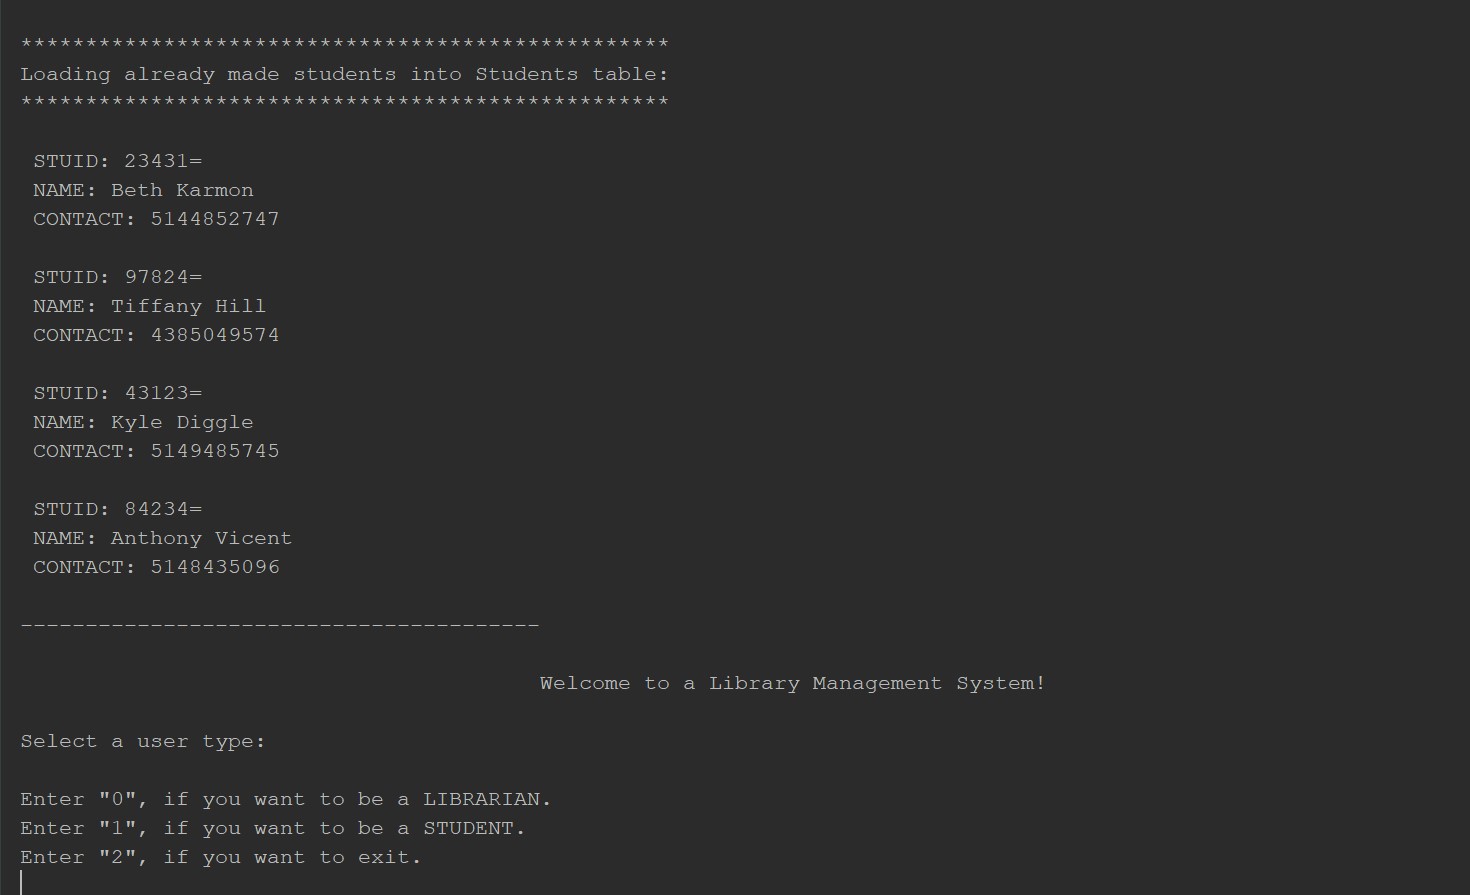 **************************************************
Loading already made students into Students table:
**************************************************
STUID: 23431=
NAME: Beth Karmon
CONTACT: 5144852747
STUID: 97824=
NAME: Tiffany Hill
CONTACT: 4385049574
STUID: 43123=
NAME: Kyle Diggle
CONTACT: 5149485745
STUID: 84234=
NAME: Anthony Vicent
CONTACT: 5148435096
----------------------------------------
Welcome to a Library Management System!
Select a user type:
Enter "0", if you want to be a LIBRARIAN.
Enter "1", if you want to be a STUDENT.
Enter "2", if you want to exit.